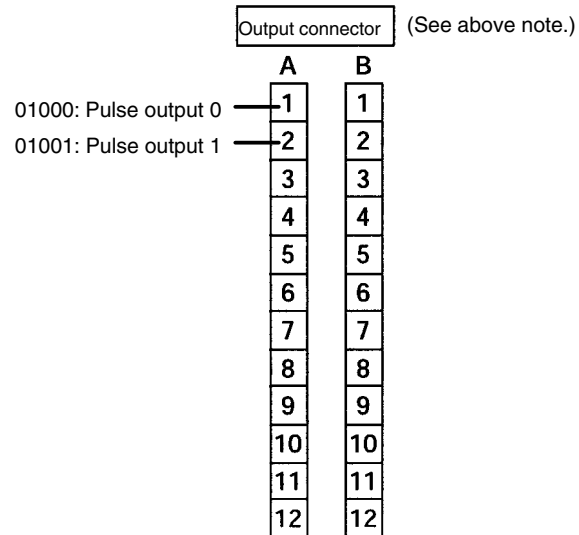 Output connector (See above note.)
A B
01000: Pulse output 0 1 1
01001: Pulse output 1 2 2
3 3
4 4
5 5
6 6
7 7
8 8
9 9
10 10
11 11
12 12